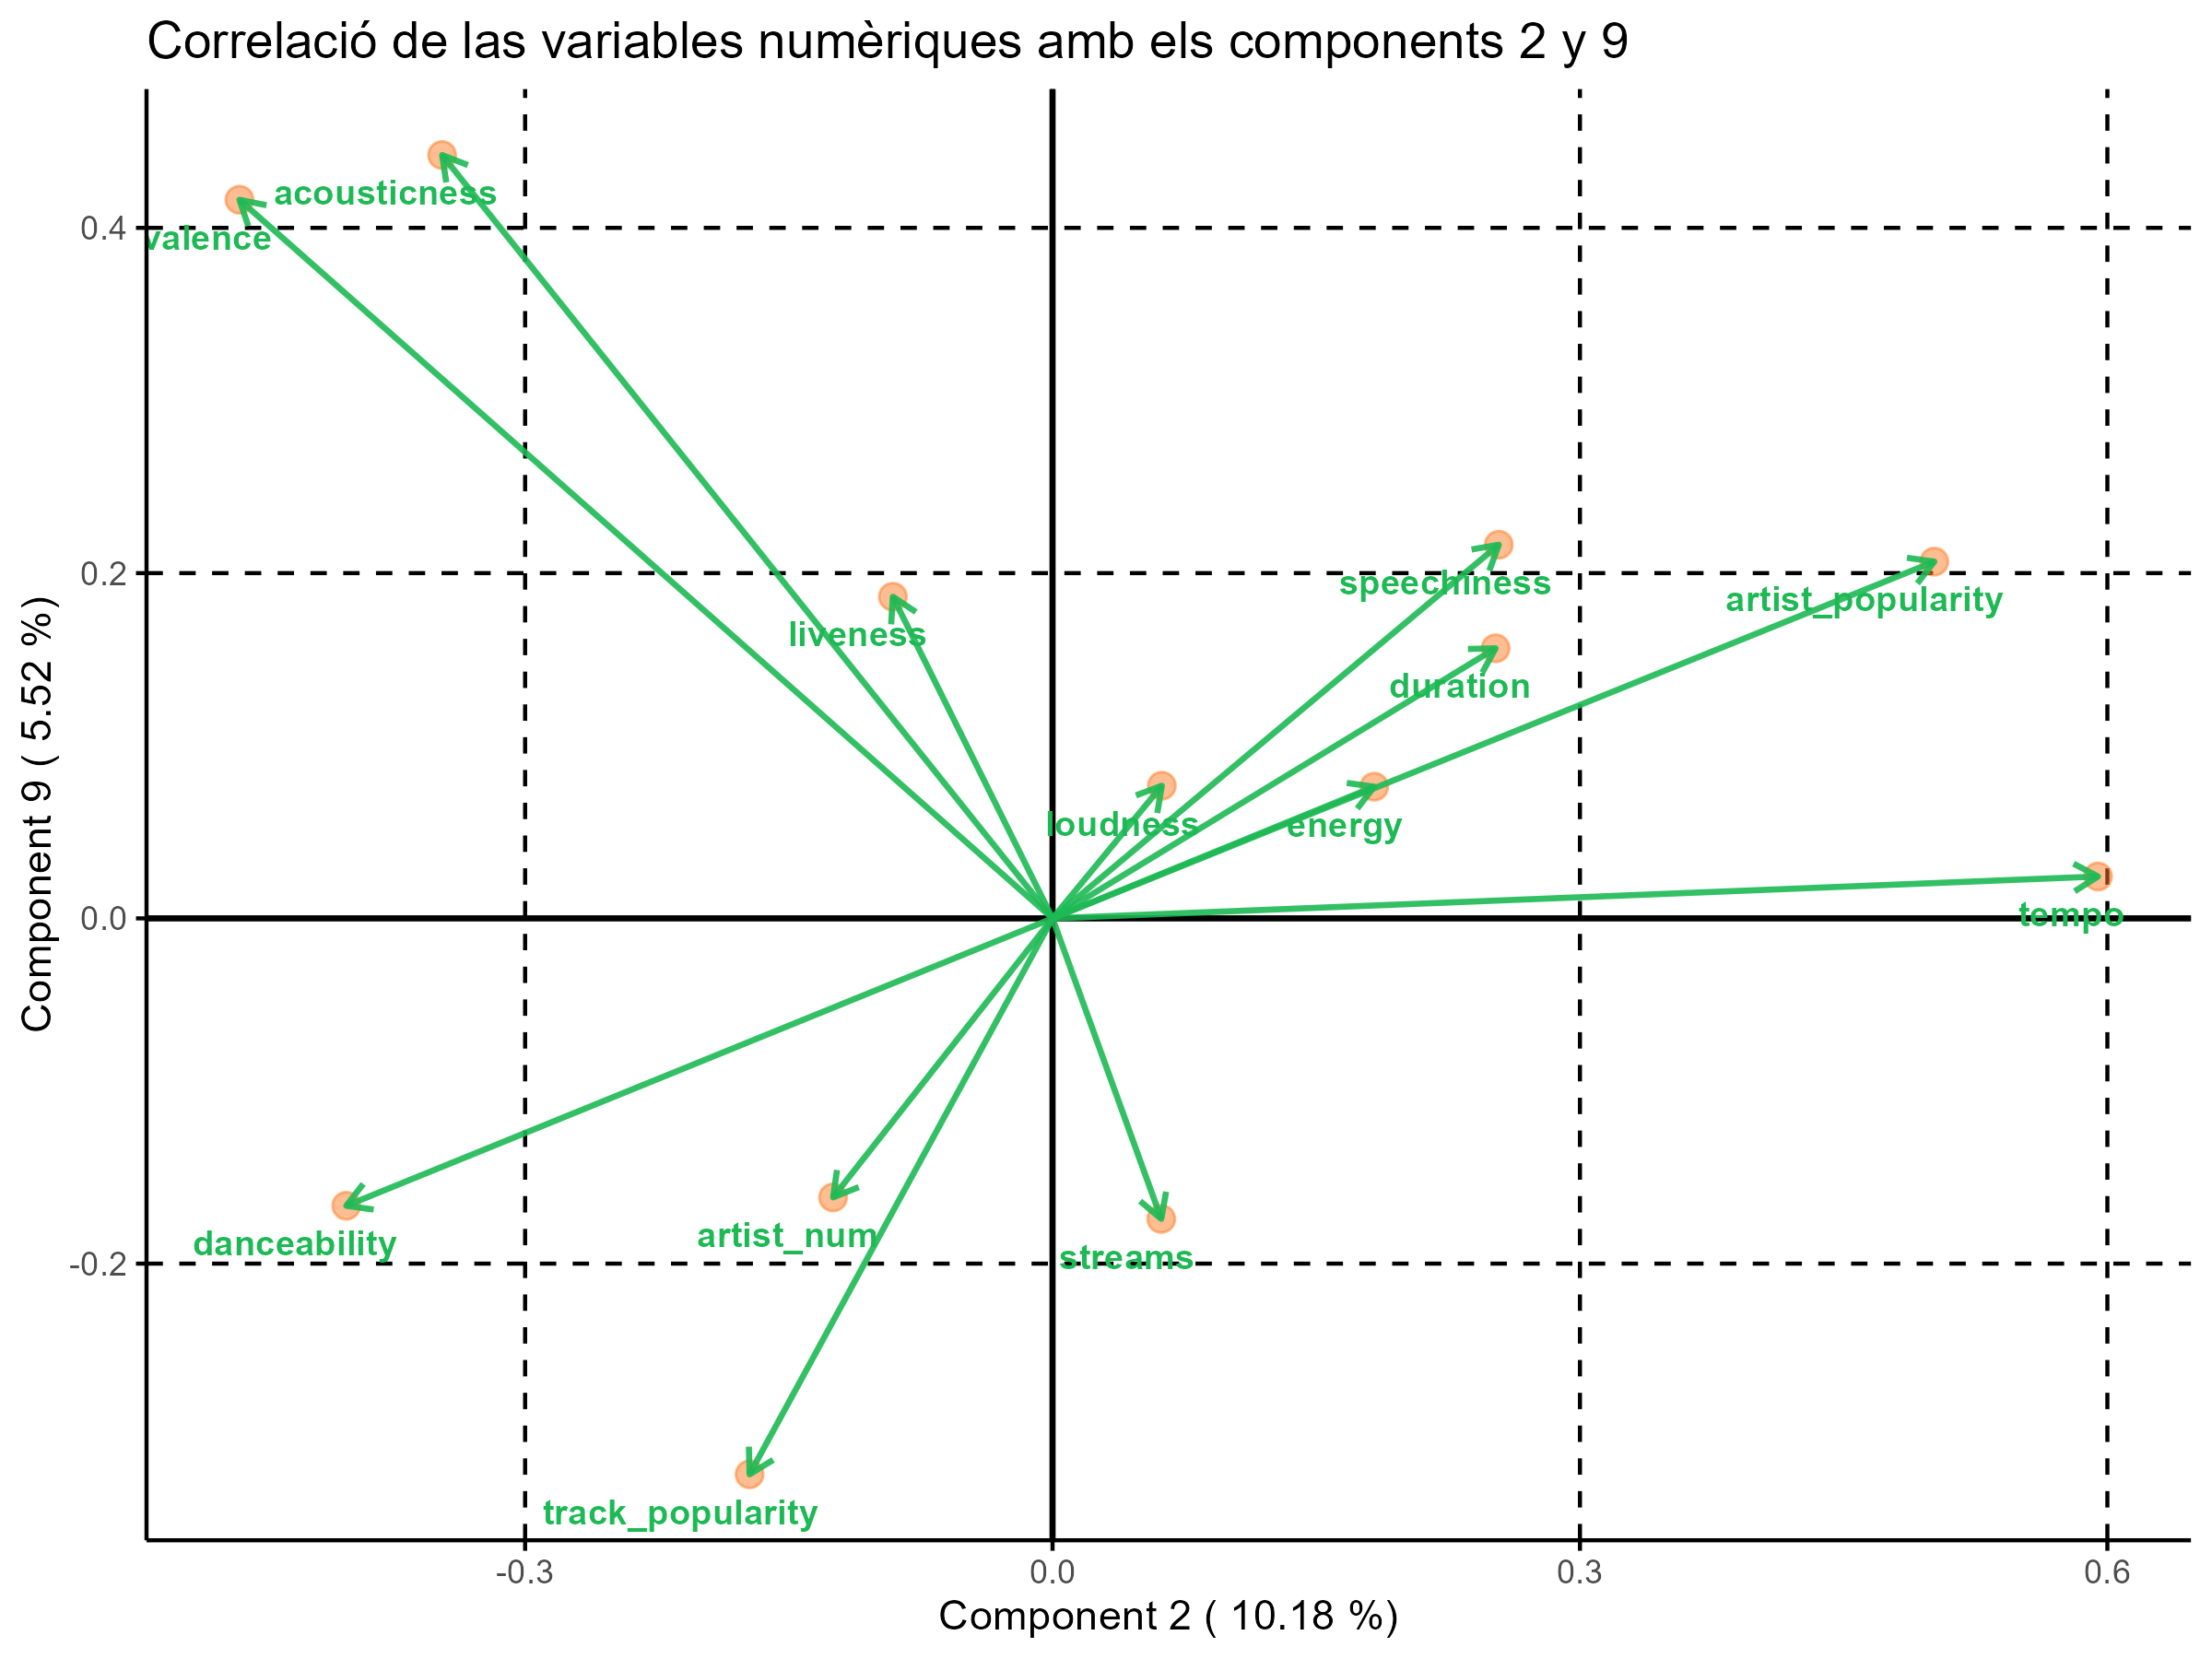 Correlació de las variables numèriques amb els components 2 y 9
acousticness
valence
speechness
artist_popularity
liveness
duration
loudness
energy
tempo
danceability
artist_num
streams
track_popularity
0.4
0.2
0.0
-0.2
Component 9 ( 5.52 %)
-0.3
0.0
0.3
0.6
Component 2 ( 10.18 %)